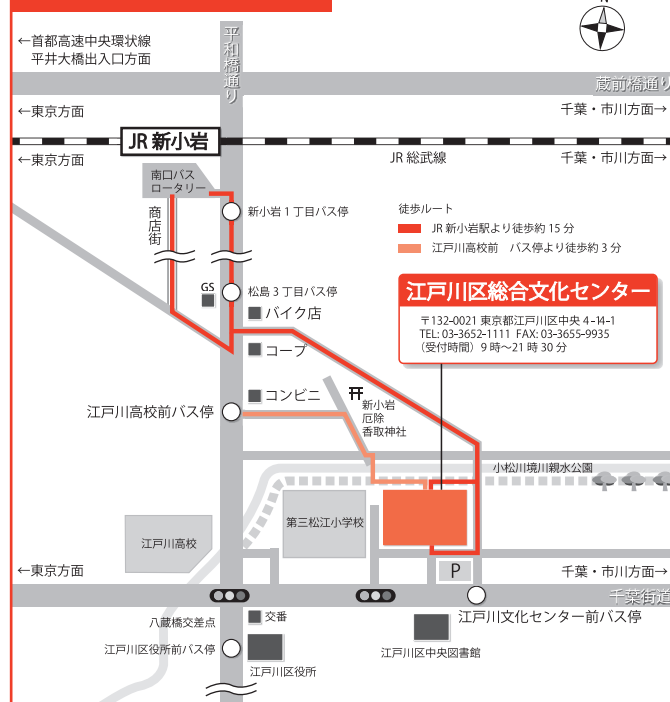 N
←首都高速中央環状線
平井大橋出入口方面
平和橋通り
蔵前橋通り
←東京方面
千葉・市川方面→
JR 新小岩
←東京方面
JR 総武線
千葉・市川方面→
南口バス
ロータリー
商店街
新小岩 1 丁目バス停
徒歩ルート
JR 新小岩駅より徒歩約 15 分
江戸川高校前　バス停より徒歩約 3 分
GS
松島 3 丁目バス停
バイク店
江戸川区総合文化センター
〒132-0021 東京都江戸川区中央 4-14-1
TEL: 03-3652-1111 FAX: 03-3655-9935
（受付時間）9 時〜21 時 30 分
コープ
コンビニ
江戸川高校前バス停
新小岩
厄除
香取神社
小松川境川親水公園
第三松江小学校
江戸川高校
←東京方面
P
千葉・市川方面→
千葉街道
八蔵橋交差点
交番
江戸川文化センター前バス停
江戸川区役所前バス停
江戸川区中央図書館
江戸川区役所